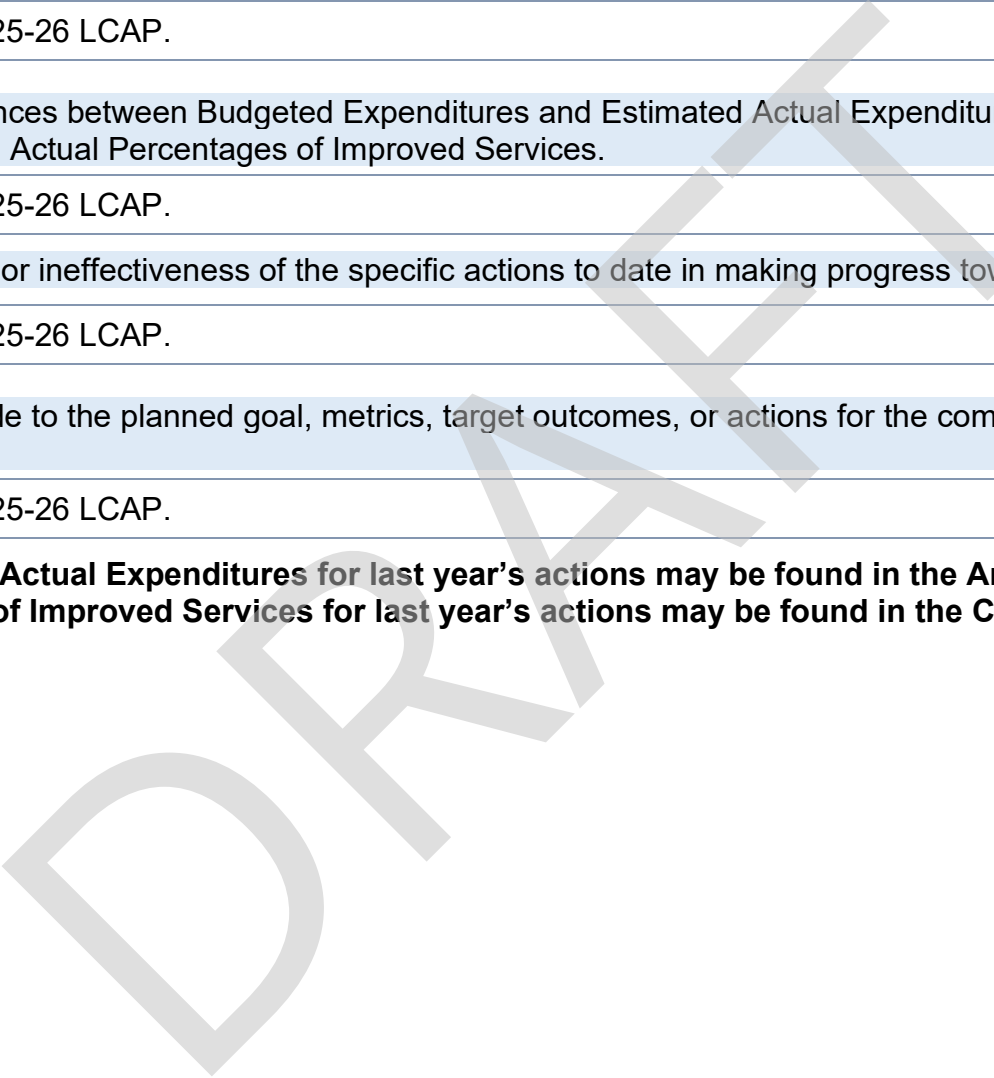 25-26 LCAP.
nces between Budgeted Expenditures and Estimated Actual Expenditu
Actual Percentages of Improved Services.
25-26 LCAP.
or ineffectiveness of the specific actions to date in making progress tow
25-26 LCAP.
le to the planned goal, metrics, target outcomes, or actions for the com
25-26 LCAP.
Actual Expenditures for last year’s actions may be found in the An
of Improved Services for last year’s actions may be found in the C
DRAFT